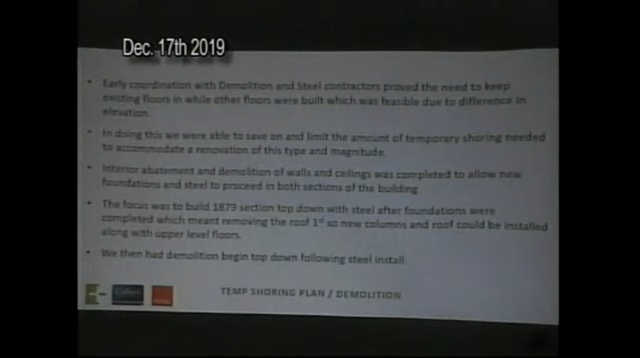 Dec. 17th 2019
• Early coordination with Demolition and Steel contractors proved the need to keep
existing floors in while other floors were built which was feasible due to difference in
elevation.
• In doing this we were able to save on and limit the amount of temporary shoring needed
to accommodate a renovation of this type and magnitude.
• Interior abatement and demolition of walls and ceilings was completed to allow new
foundations and steel to proceed in both sections of the building.
• The focus was to build 1879 section top down with steel after foundations were
completed which meant removing the roof 1st so new columns and roof could be installed
along with upper level floors.
• We then had demolition begin top down following steel install.
TEMP SHORING PLAN / DEMOLITION